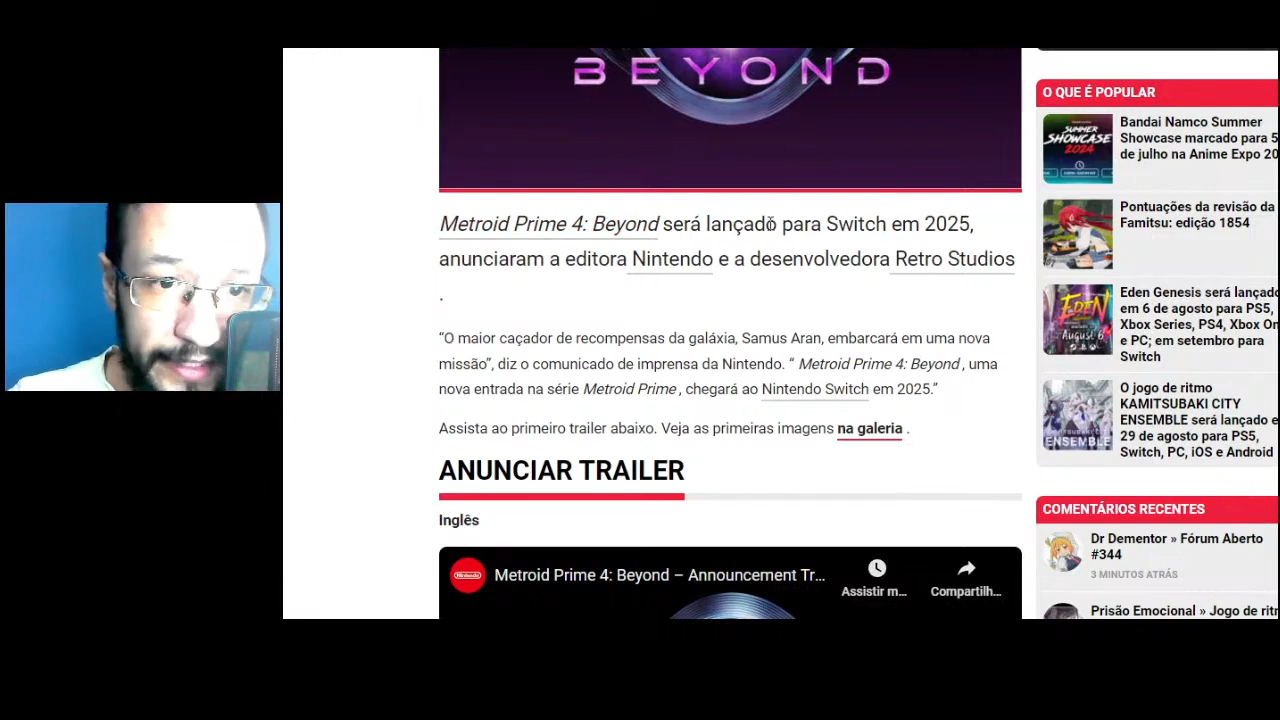 BEYOND
Metroid Prime 4: Beyond será lançado para Switch em 2025,
anunciaram a editora Nintendo e a desenvolvedora Retro Studios
.
“O maior caçador de recompensas da galáxia, Samus Aran, embarcará em uma nova
missão”, diz o comunicado de imprensa da Nintendo. “ Metroid Prime 4: Beyond , uma
nova entrada na série Metroid Prime , chegará ao Nintendo Switch em 2025.”
Assista ao primeiro trailer abaixo. Veja as primeiras imagens na galeria .
ANUNCIAR TRAILER
Inglês
Nintendo
Metroid Prime 4: Beyond – Announcement Tr...
Assistir m...
Compartilh...
O QUE É POPULAR
SUMMER
SHOWCASE
2024
Bandai Namco Summer
Showcase marcado para 5
de julho na Anime Expo 20
Pontuações da revisão da
Famitsu: edição 1854
EDEN
AUGUST 6
Eden Genesis será lançado
em 6 de agosto para PS5,
Xbox Series, PS4, Xbox On
e PC; em setembro para
Switch
ENSEMBLE
O jogo de ritmo
KAMITSUBAKI CITY
ENSEMBLE será lançado e
29 de agosto para PS5,
Switch, PC, iOS e Android
COMENTÁRIOS RECENTES
Dr Dementor » Fórum Aberto
#344
3 MINUTOS ATRÁS
Prisão Emocional » Jogo de rit